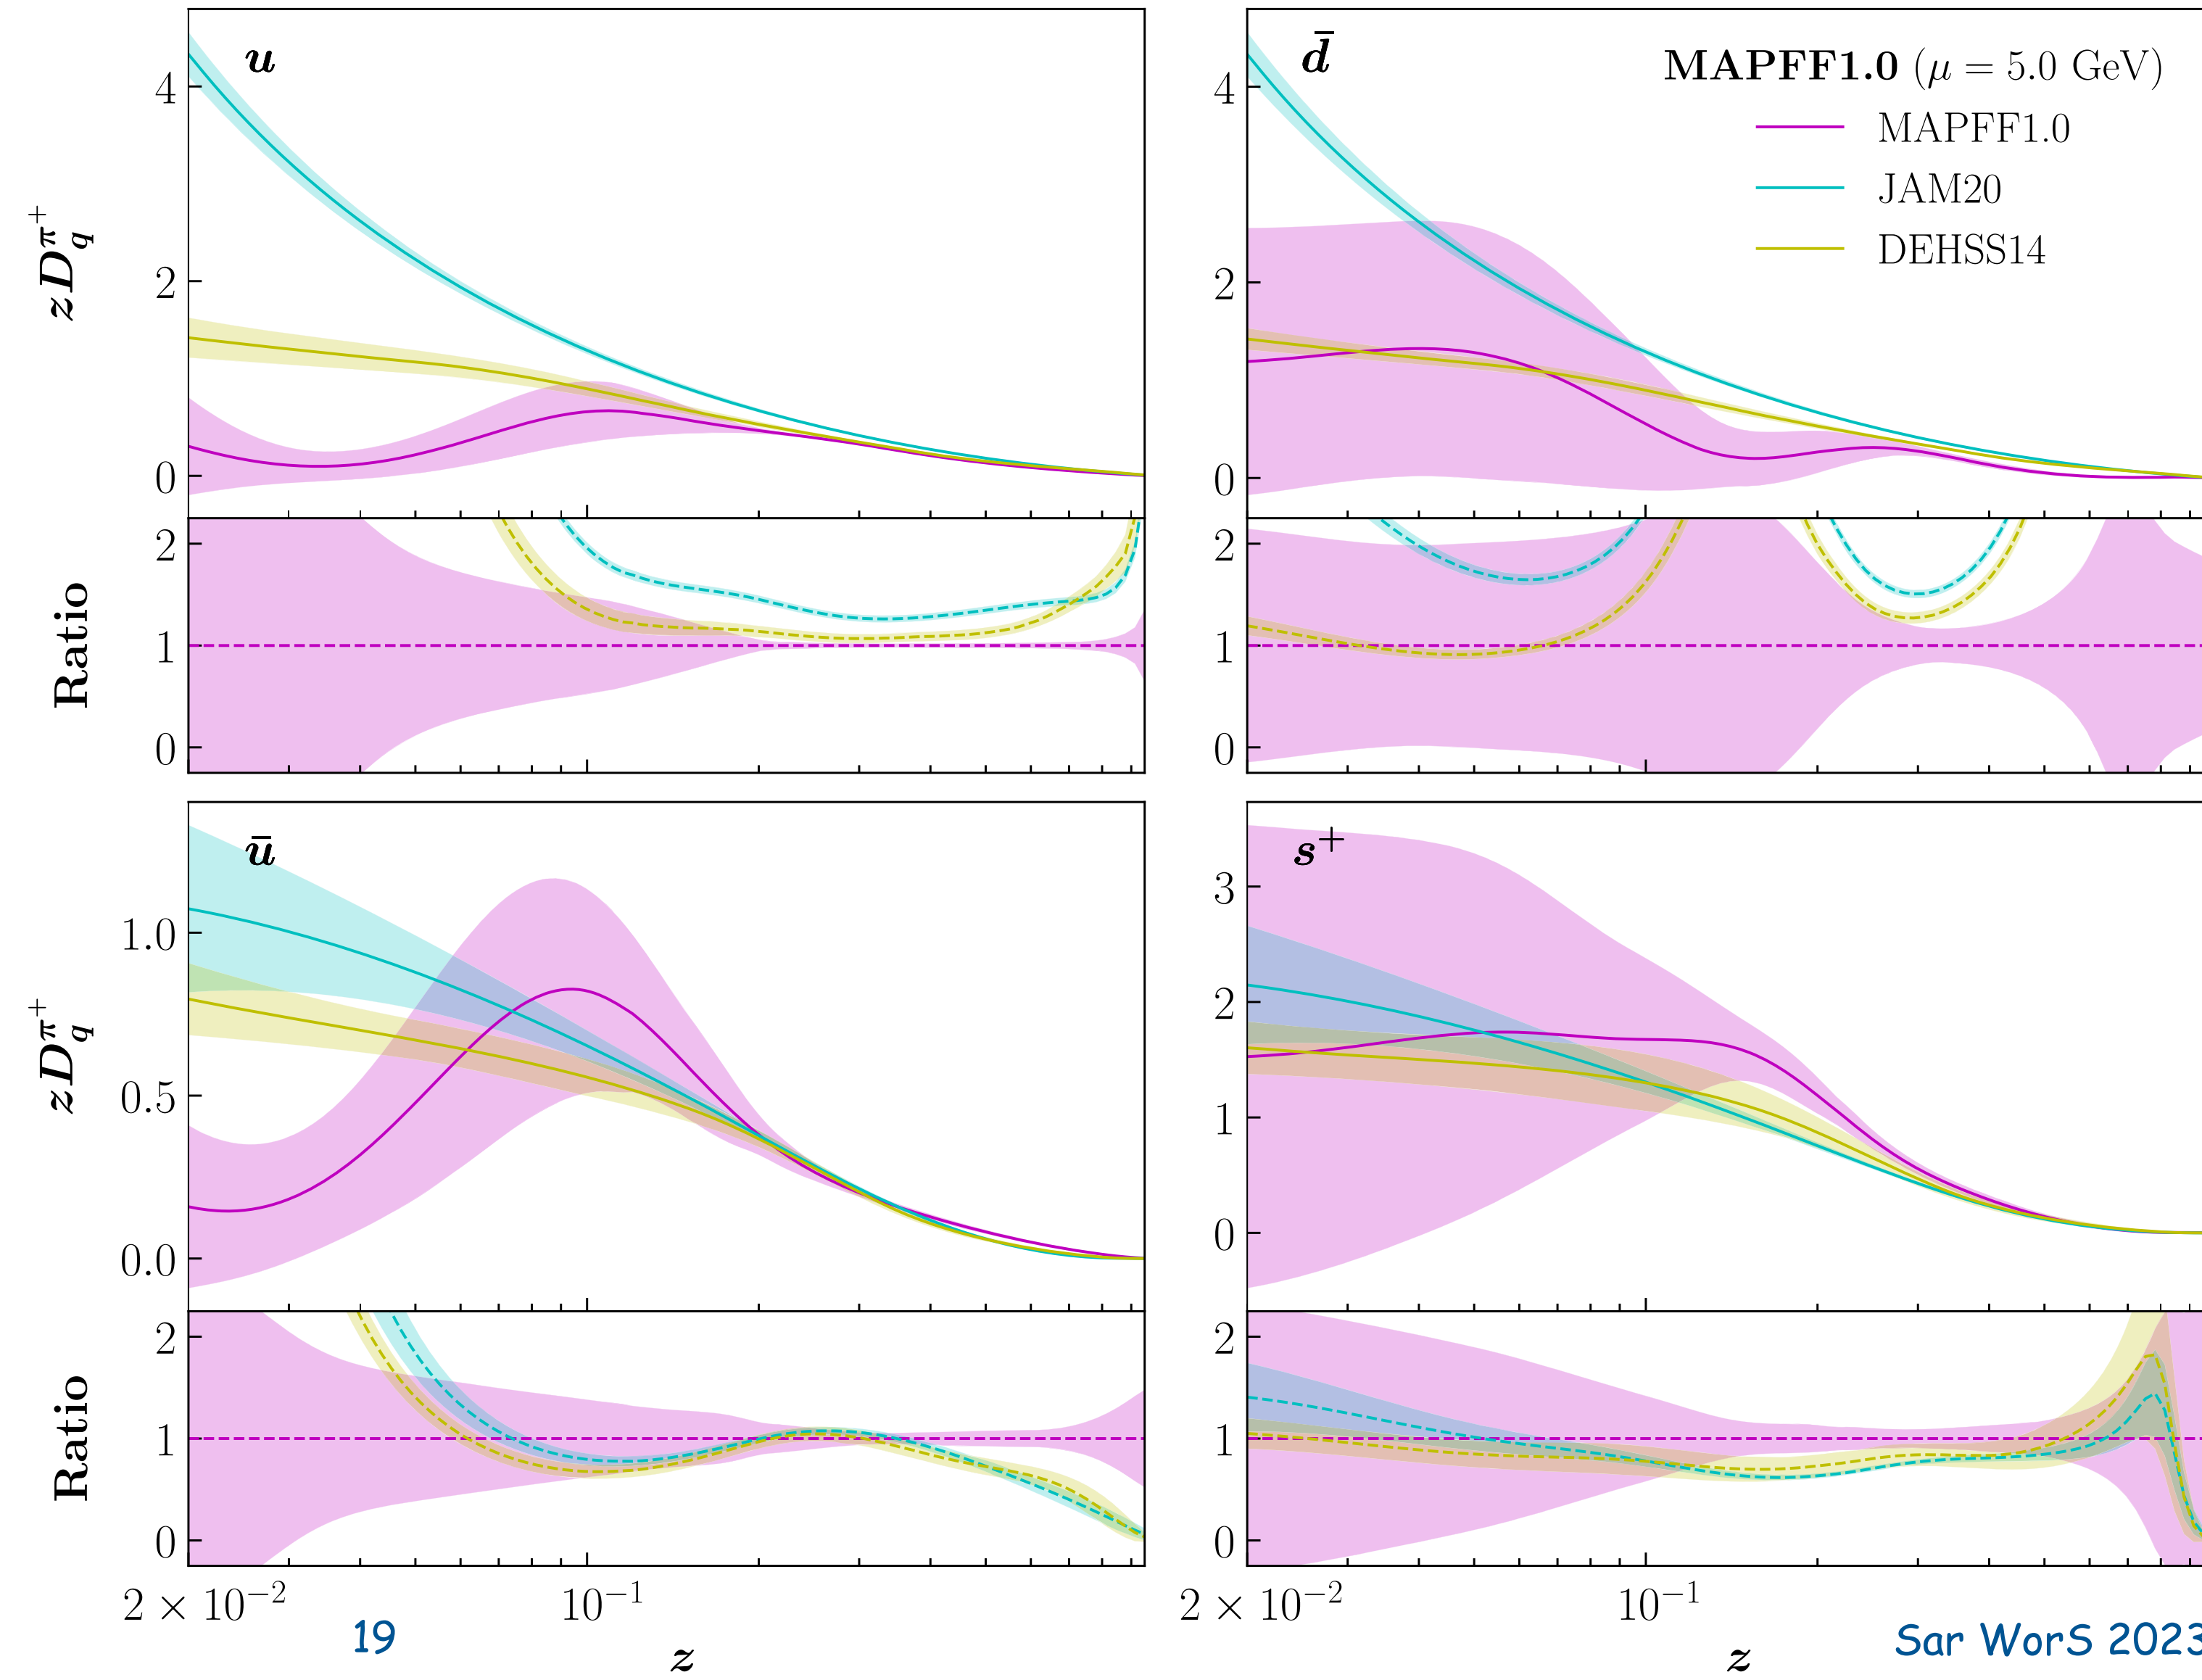 u
d̄
MAPFF1.0 (μ = 5.0 GeV)
MAPFF1.0
JAM20
DEHSS14
zD_q^{π^+}
4
2
0
4
2
0
Ratio
2
1
0
2
1
0
ū
s^+
zD_q^{π^+}
1.0
0.5
0.0
3
2
1
0
Ratio
2
1
0
2
1
0
2 × 10^{−2}
10^{−1}
2 × 10^{−2}
10^{−1}
z
z
19
Sar WorS 2023